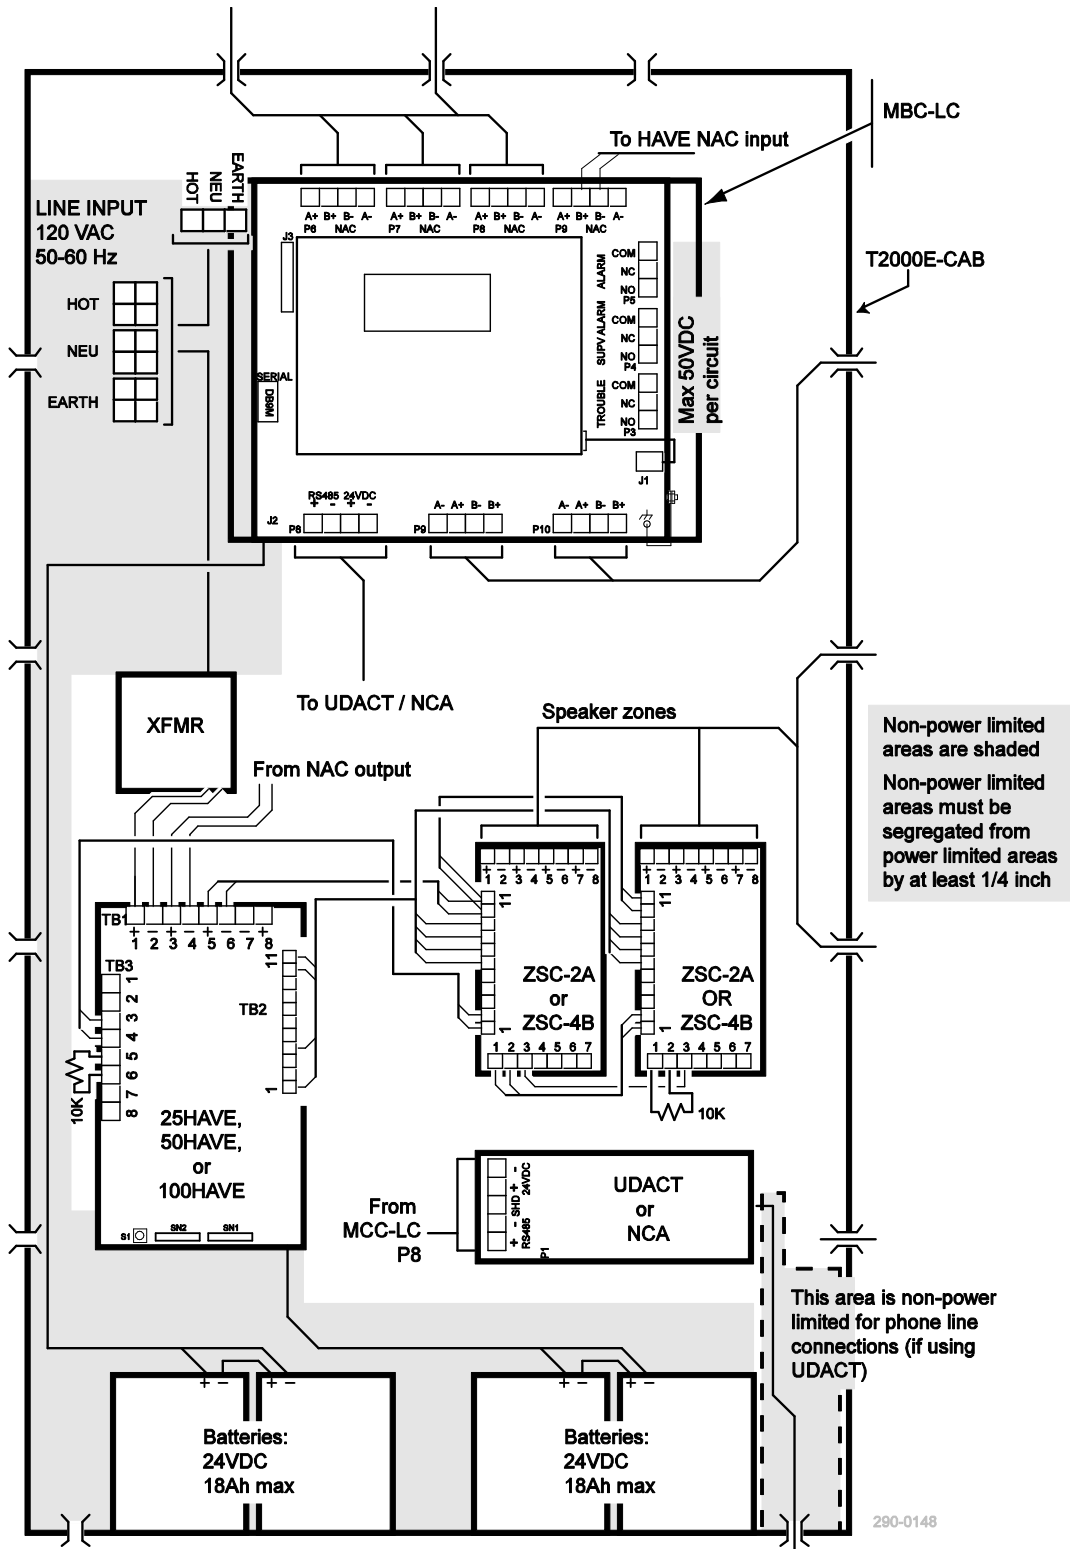 MBC-LC
To HAVE NAC input
HOT
NEU
EARTH
LINE INPUT
120 VAC
50-60 Hz
A+ B+ B- A-
P6 NAC
A+ B+ B- A-
P7 NAC
A+ B+ B- A-
P8 NAC
A+ B+ B- A-
P9 NAC
J3
COM
NC
NO
P5
ALARM
T2000E-CAB
HOT
NEU
EARTH
COM
NC
NO
P4
SUPV ALARM
COM
NC
NO
P3
TROUBLE
Max 50VDC
per circuit
SERIAL
DB9M
J1
RS485 24VDC
+ - + -
J2
P8
A- A+ B- B+
P9
A- A+ B- B+
P10
To UDACT / NCA
XFMR
Speaker zones
From NAC output
Non-power limited
areas are shaded
Non-power limited
areas must be
segregated from
power limited areas
by at least 1/4 inch
TB1
+ - + - + - - +
1 2 3 4 5 6 7 8
TB3
1 2 3 4 5 6 7 8
11
TB2
1
10K
25HAVE,
50HAVE,
or
100HAVE
S1
SN2
SN1
+ - + - + - + -
1 2 3 4 5 6 7 8
11
ZSC-2A
or
ZSC-4B
1
1 2 3 4 5 6 7
+ - + - + - + -
1 2 3 4 5 6 7 8
11
ZSC-2A
OR
ZSC-4B
1
1 2 3 4 5 6 7
10K
From
MCC-LC
P8
- + 24VDC
SHD
+ - RS485
P1
UDACT
or
NCA
This area is non-power
limited for phone line
connections (if using
UDACT)
+ - + -
Batteries:
24VDC
18Ah max
+ - + -
Batteries:
24VDC
18Ah max
290-0148